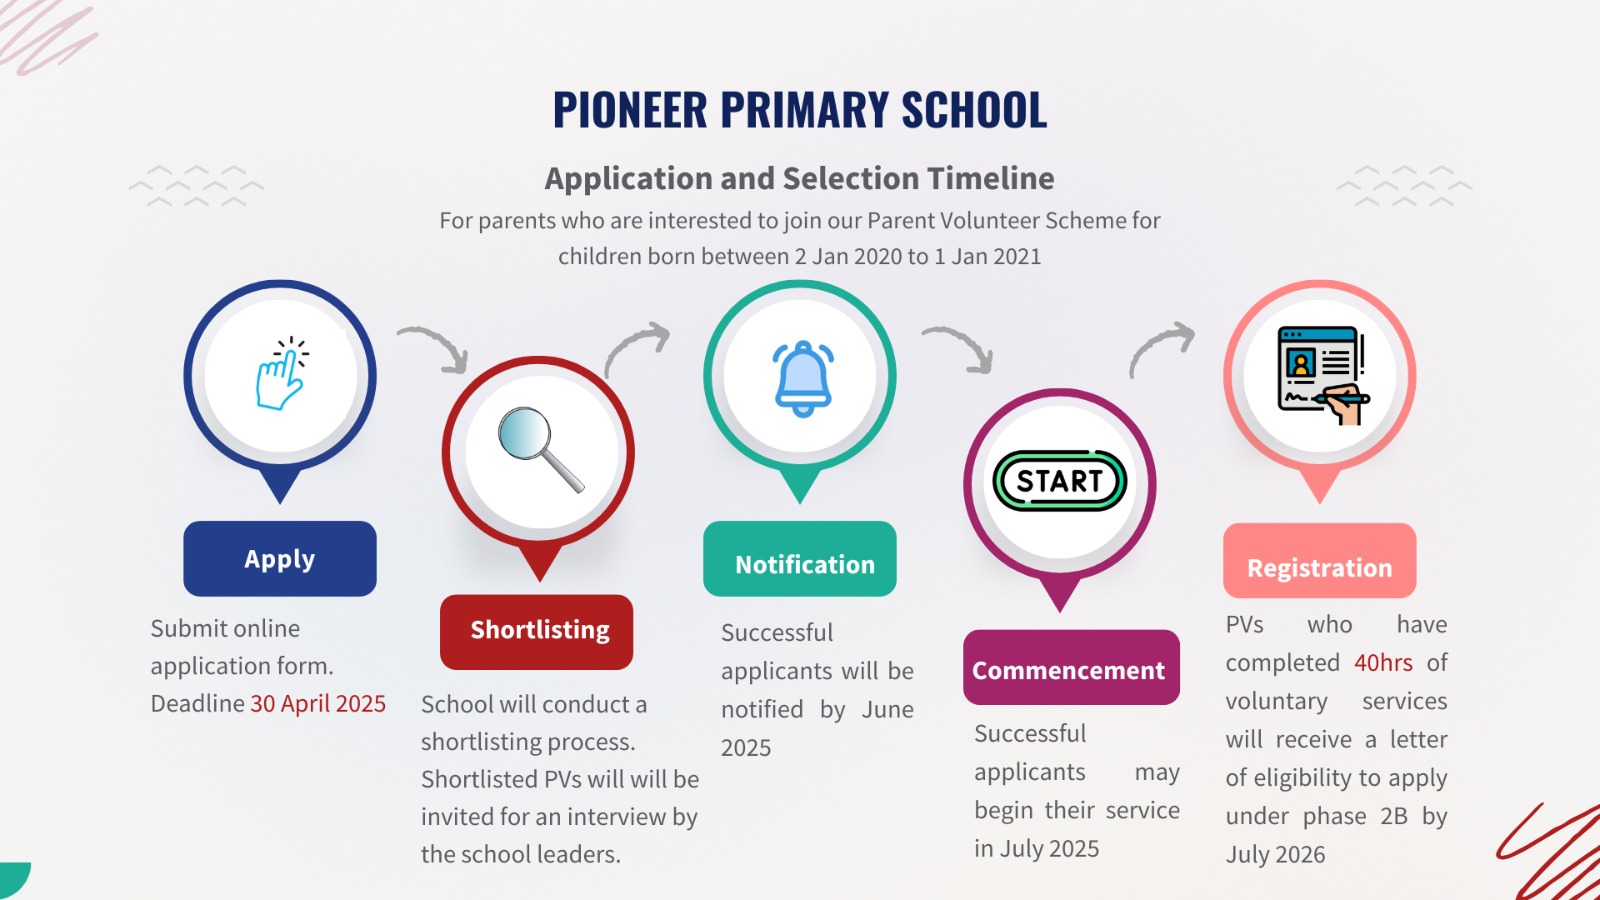 PIONEER PRIMARY SCHOOL
Application and Selection Timeline
For parents who are interested to join our Parent Volunteer Scheme for
children born between 2 Jan 2020 to 1 Jan 2021
Apply
Submit online
application form.
Deadline 30 April 2025
Shortlisting
School will conduct a
shortlisting process.
Shortlisted PVs will will be
invited for an interview by
the school leaders.
Notification
Successful
applicants will be
notified by June
2025
START
Commencement
Successful
applicants may
begin their service
in July 2025
Registration
PVs who have
completed 40hrs of
voluntary services
will receive a letter
of eligibility to apply
under phase 2B by
July 2026